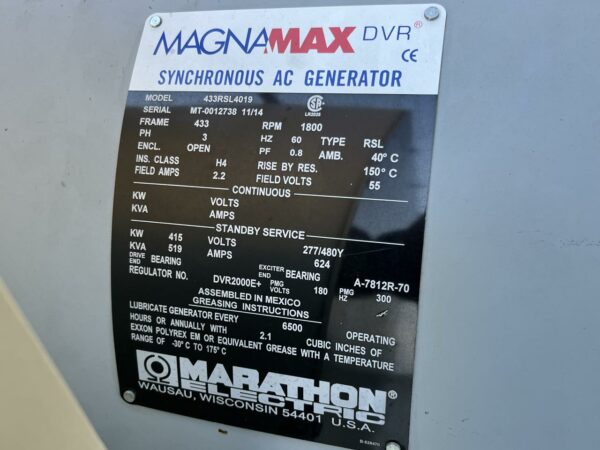 MAGNAMAX DVR®
CE
SYNCHRONOUS AC GENERATOR
MODEL 433RSL4019
SERIAL MT-0012738 11/14
LR2025
FRAME 433 RPM 1800
PH 3 HZ 60 TYPE RSL
ENCL. OPEN PF 0.8 AMB. 40° C
INS. CLASS H4 RISE BY RES. 150° C
FIELD AMPS 2.2 FIELD VOLTS 55
CONTINUOUS
KW VOLTS
KVA AMPS
STANDBY SERVICE
KW 415 VOLTS 277/480Y
KVA 519 AMPS 624
DRIVE END BEARING EXCITER END BEARING A-7812R-70
REGULATOR NO. DVR2000E+ PMG VOLTS 180 PMG HZ 300
ASSEMBLED IN MEXICO
GREASING INSTRUCTIONS
LUBRICATE GENERATOR EVERY 6500 OPERATING
HOURS OR ANNUALLY WITH 2.1 CUBIC INCHES OF
EXXON POLYREX EM OR EQUIVALENT GREASE WITH A TEMPERATURE
RANGE OF -30° C TO 175° C
MARATHON®
ELECTRIC
WAUSAU, WISCONSIN 54401 U.S.A.